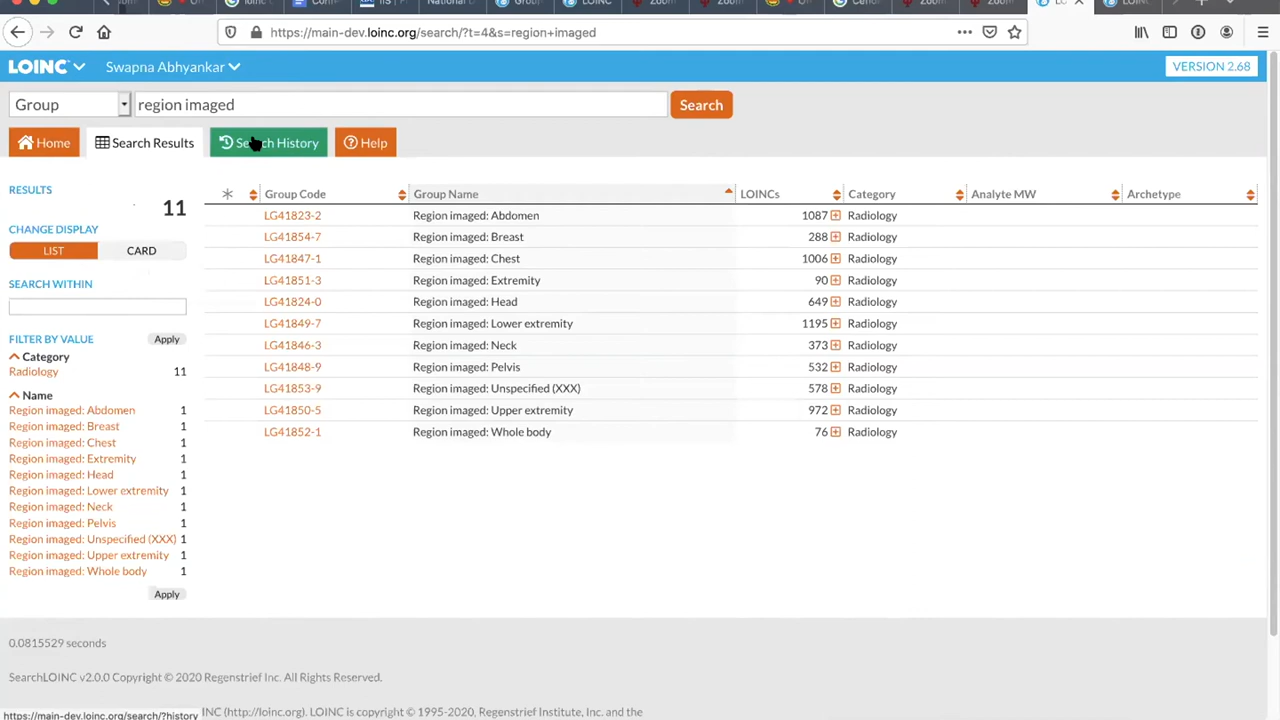 https://main-dev.loinc.org/search/?t=4&s=region+imaged
LOINC Swapna Abhyankar VERSION 2.68
Group region imaged Search
Home Search Results Search History Help
RESULTS
11
CHANGE DISPLAY
LIST CARD
SEARCH WITHIN
FILTER BY VALUE Apply
Category
Radiology 11
Name
Region imaged: Abdomen 1
Region imaged: Breast 1
Region imaged: Chest 1
Region imaged: Extremity 1
Region imaged: Head 1
Region imaged: Lower extremity 1
Region imaged: Neck 1
Region imaged: Pelvis 1
Region imaged: Unspecified (XXX) 1
Region imaged: Upper extremity 1
Region imaged: Whole body 1
Apply
Group Code Group Name LOINCs Category Analyte MW Archetype
LG41823-2 Region imaged: Abdomen 1087 Radiology
LG41854-7 Region imaged: Breast 288 Radiology
LG41847-1 Region imaged: Chest 1006 Radiology
LG41851-3 Region imaged: Extremity 90 Radiology
LG41824-0 Region imaged: Head 649 Radiology
LG41849-7 Region imaged: Lower extremity 1195 Radiology
LG41846-3 Region imaged: Neck 373 Radiology
LG41848-9 Region imaged: Pelvis 532 Radiology
LG41853-9 Region imaged: Unspecified (XXX) 578 Radiology
LG41850-5 Region imaged: Upper extremity 972 Radiology
LG41852-1 Region imaged: Whole body 76 Radiology
0.0815529 seconds
SearchLOINC v2.0.0 Copyright © 2020 Regenstrief Inc. All Rights Reserved.
https://main-dev.loinc.org/search/?history INC (http://loinc.org). LOINC is copyright © 1995-2020, Regenstrief Institute, Inc. and the